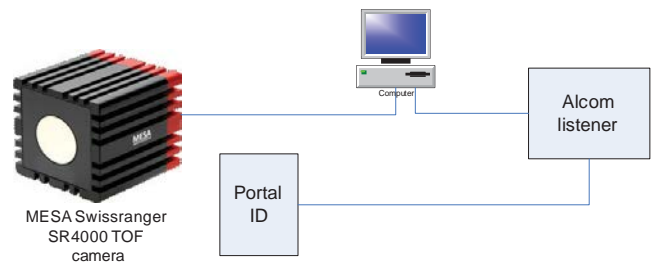 Computer
Alcom
listener
MESA
Portal
ID
MESA Swissranger
SR4000 TOF
camera